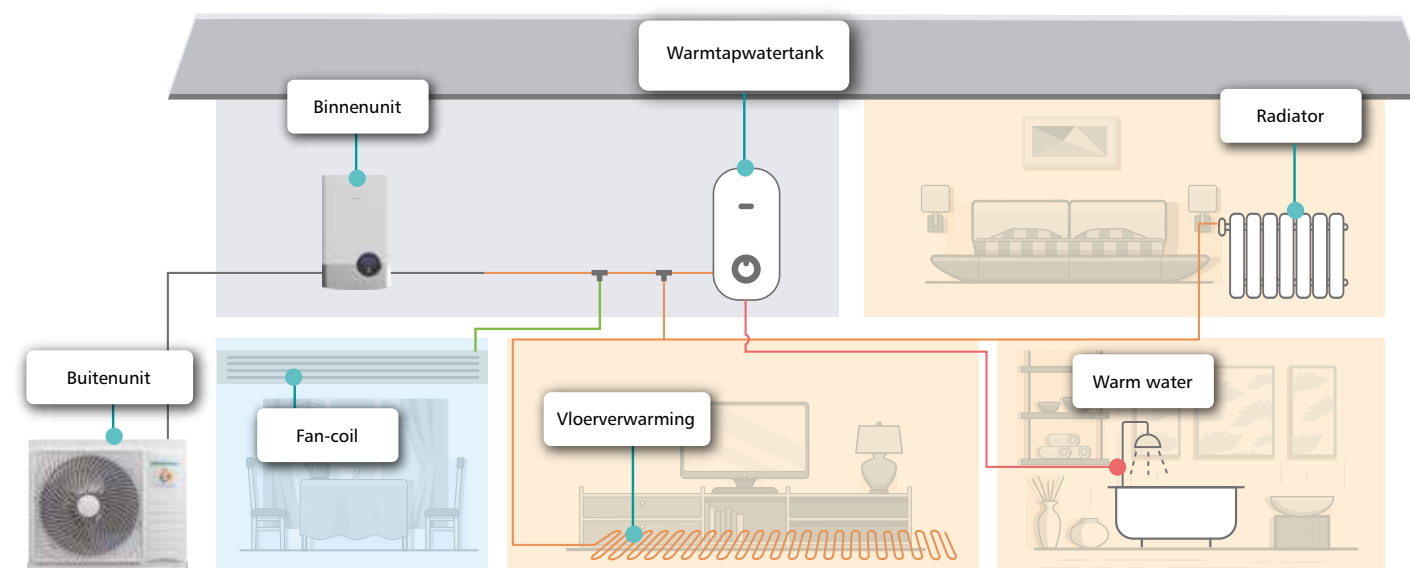 Warmtapwatertank
Binnenunit
Radiator
Buitenunit
Warm water
Vloerverwarming
Fan-coil